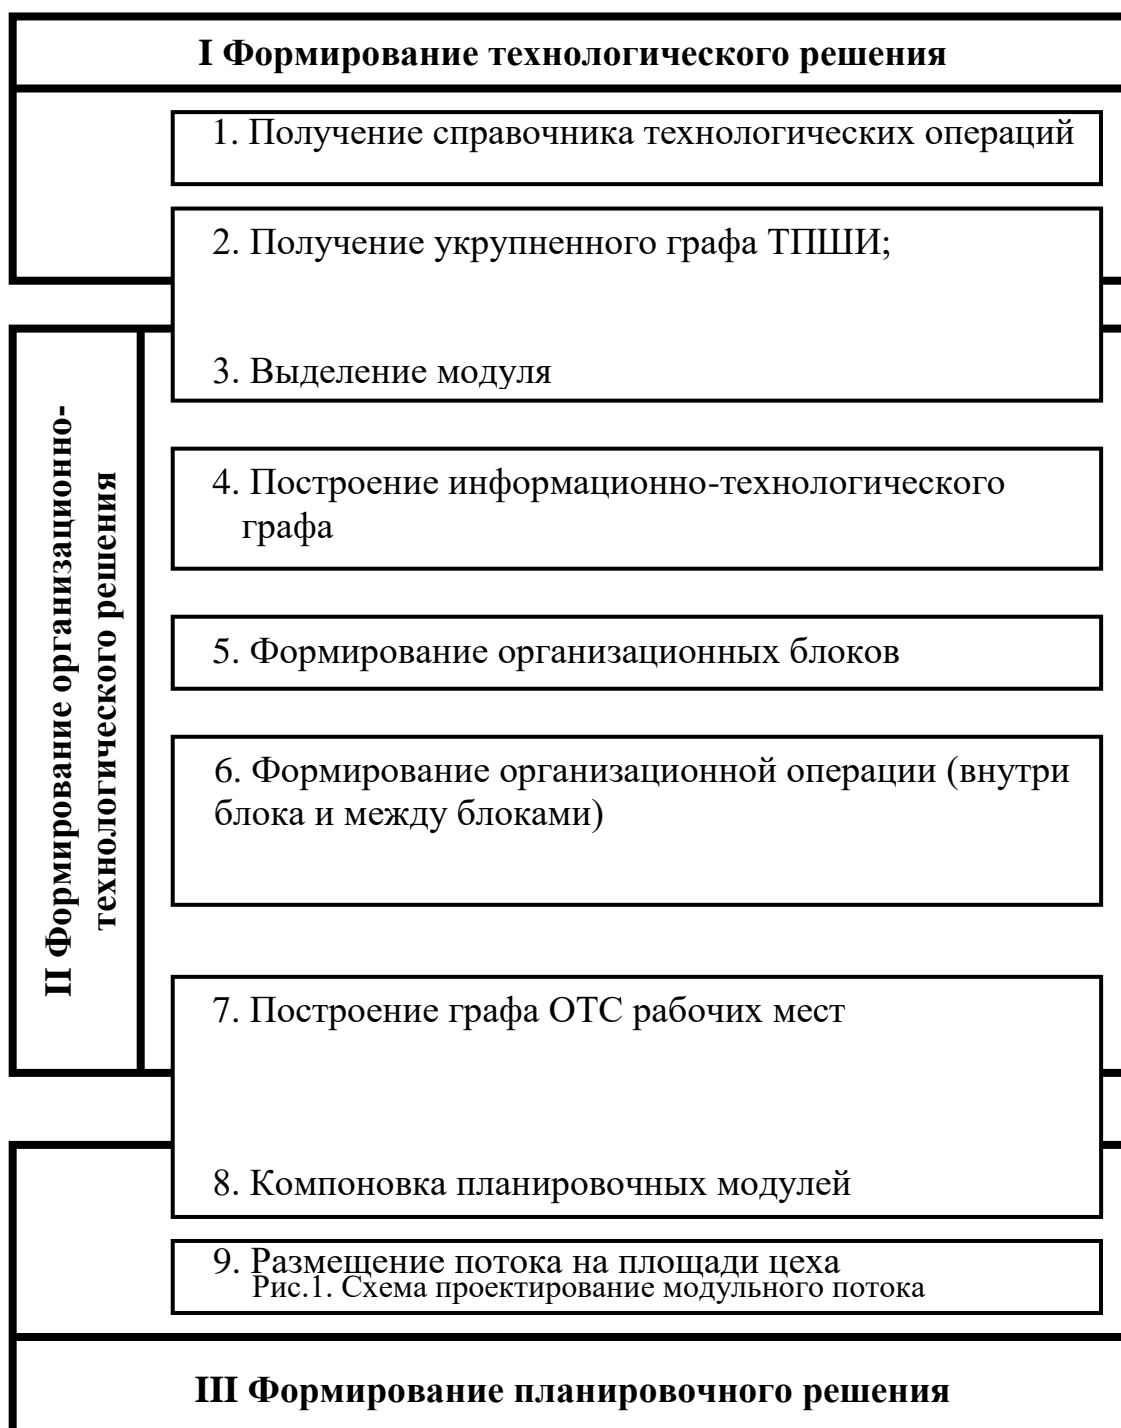 I Формирование технологического решения
1. Получение справочника технологических операций
2. Получение укрупненного графа ТПШИ;
3. Выделение модуля
II Формирование организационно-
технологического решения
4. Построение информационно-технологического
графа
5. Формирование организационных блоков
6. Формирование организационной операции (внутри
блока и между блоками)
7. Построение графа ОТС рабочих мест
8. Компоновка планировочных модулей
9. Размещение потока на площади цеха
Рис.1. Схема проектирование модульного потока
III Формирование планировочного решения